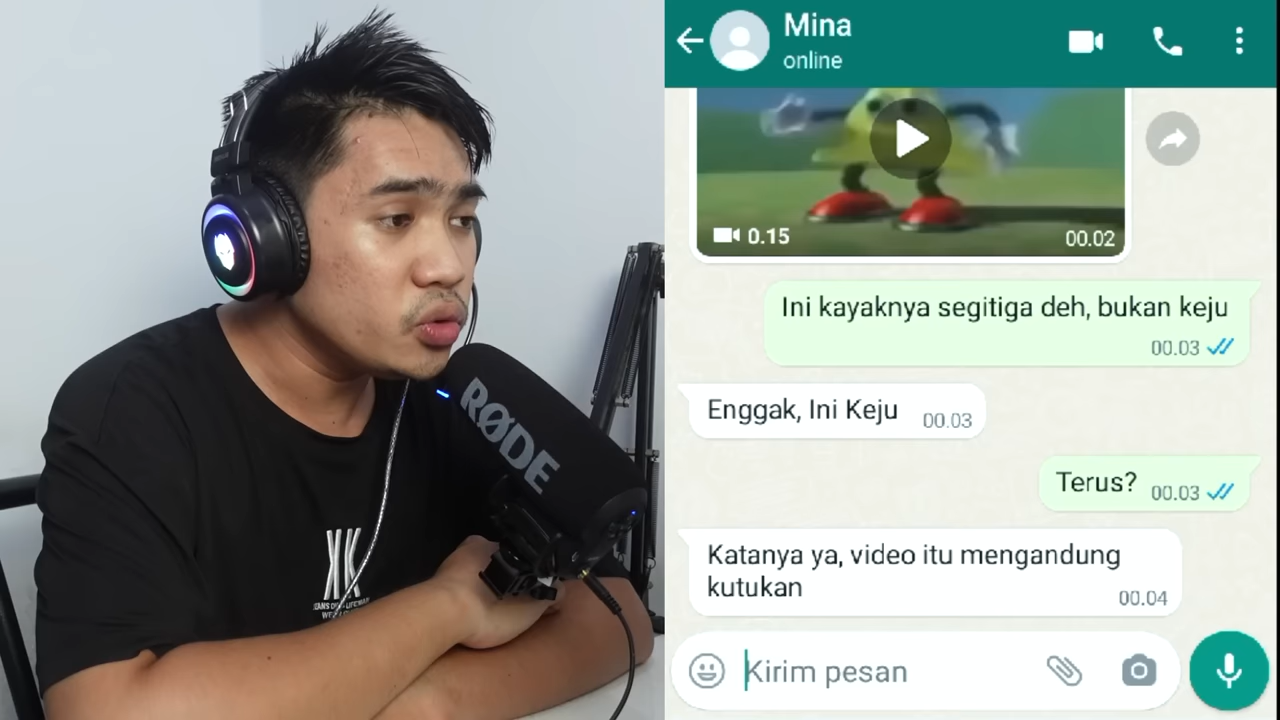 RØDE
XK
Mina
online
0.15
00.02
Ini kayaknya segitiga deh, bukan keju
00.03
Enggak, Ini Keju
00.03
Terus?
00.03
Katanya ya, video itu mengandung
kutukan
00.04
Kirim pesan